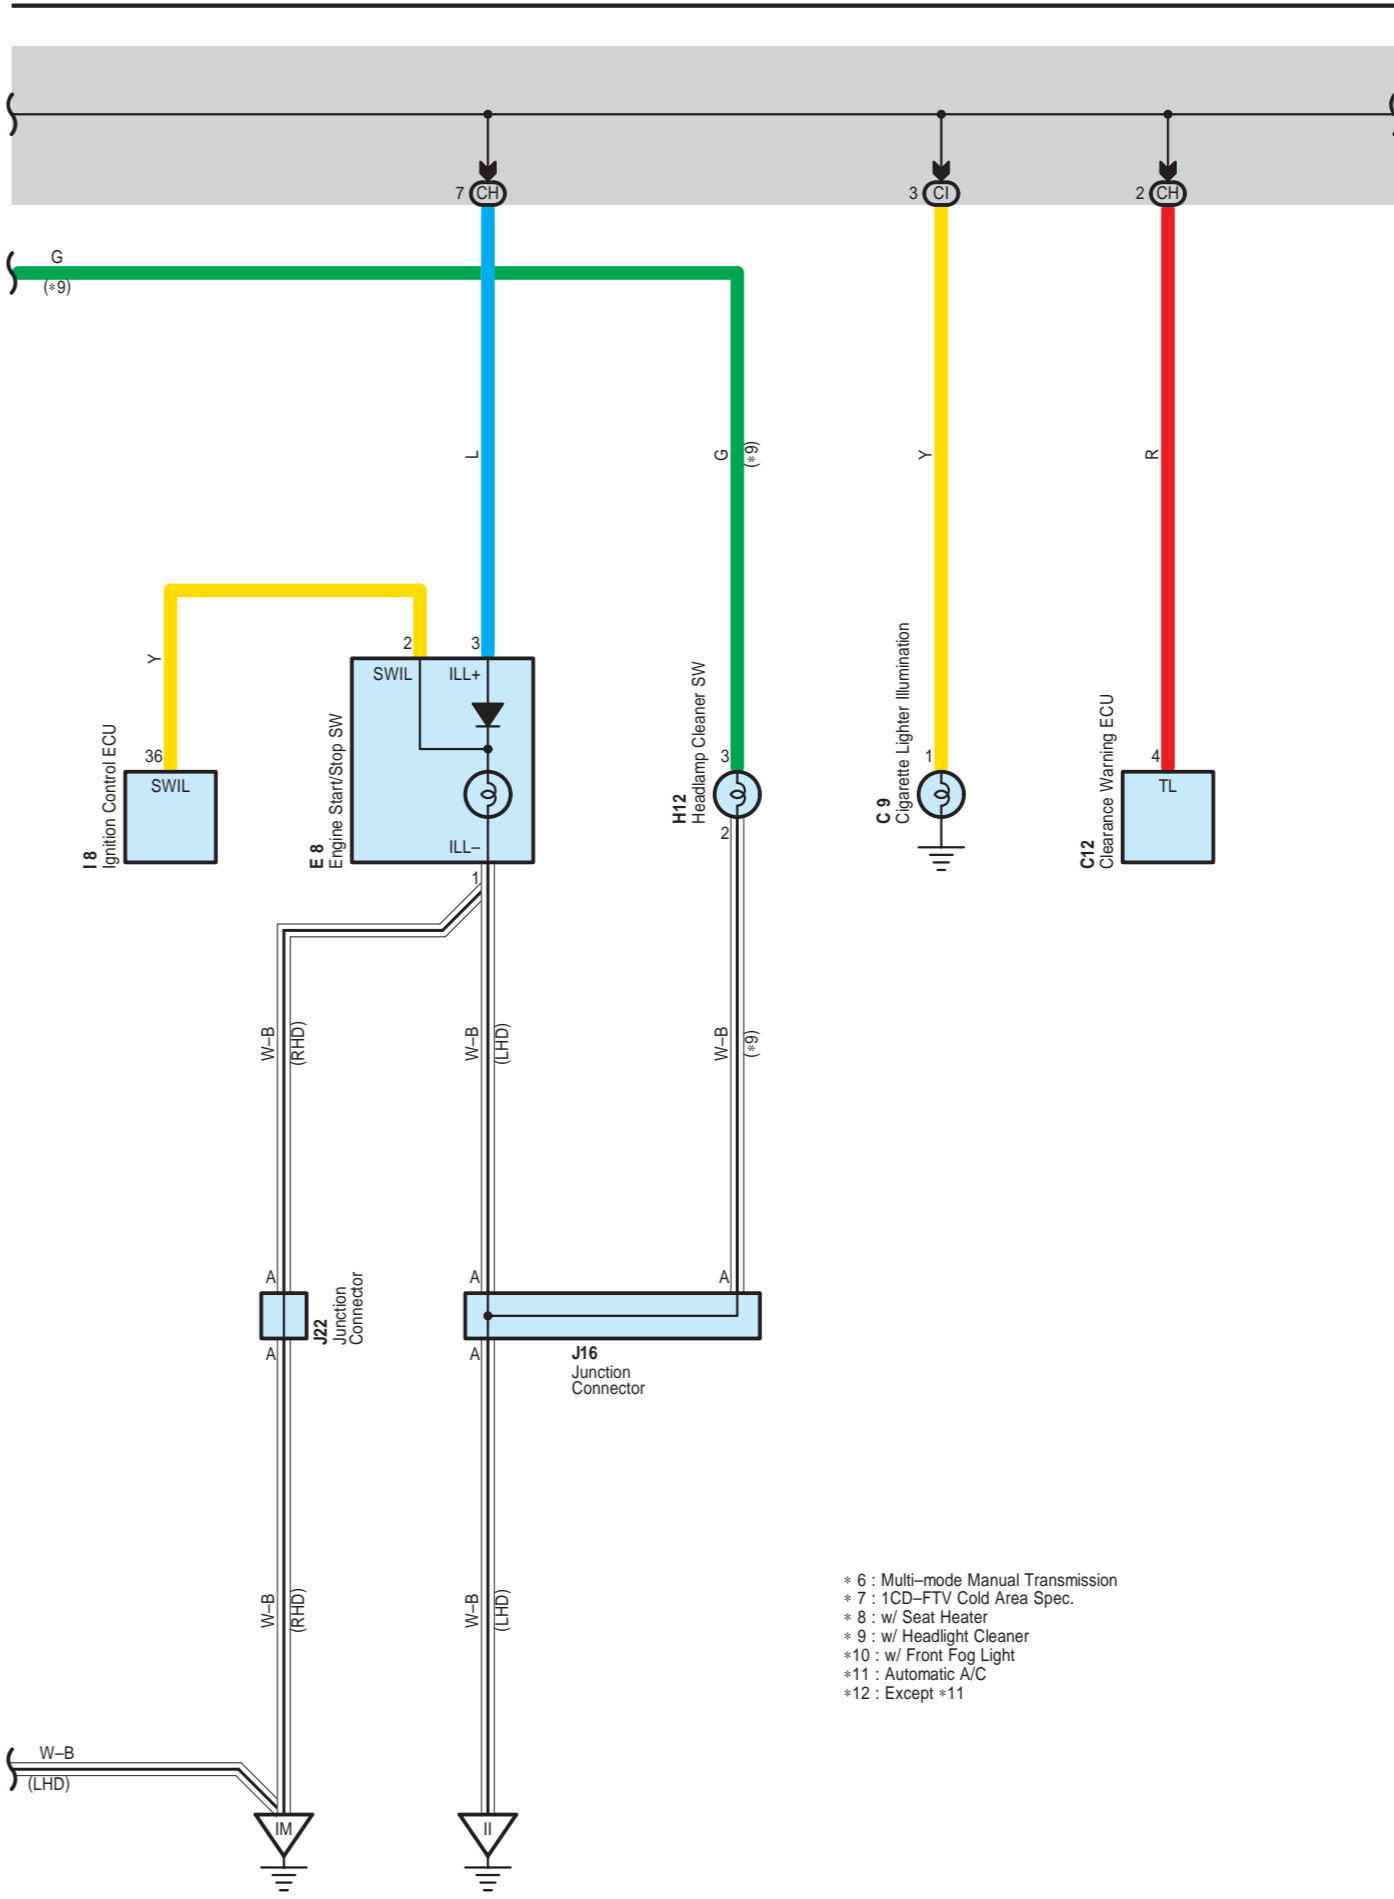 7 CH
3 CI
2 CH
G
(∗9)
L
G
(∗9)
Y
R
Y
2
3
SWIL
ILL+
ILL–
1
E 8
Engine Start/Stop SW
36
SWIL
I 8
Ignition Control ECU
3
2
H12
Headlamp Cleaner SW
1
C 9
Cigarette Lighter Illumination
4
TL
C12
Clearance Warning ECU
W–B
(RHD)
W–B
(LHD)
W–B
(∗9)
A
A
A
J22
Junction
Connector
A
A
J16
Junction
Connector
W–B
(RHD)
W–B
(LHD)
∗ 6 : Multi–mode Manual Transmission
∗ 7 : 1CD–FTV Cold Area Spec.
∗ 8 : w/ Seat Heater
∗ 9 : w/ Headlight Cleaner
∗10 : w/ Front Fog Light
∗11 : Automatic A/C
∗12 : Except ∗11
W–B
(LHD)
IM
II